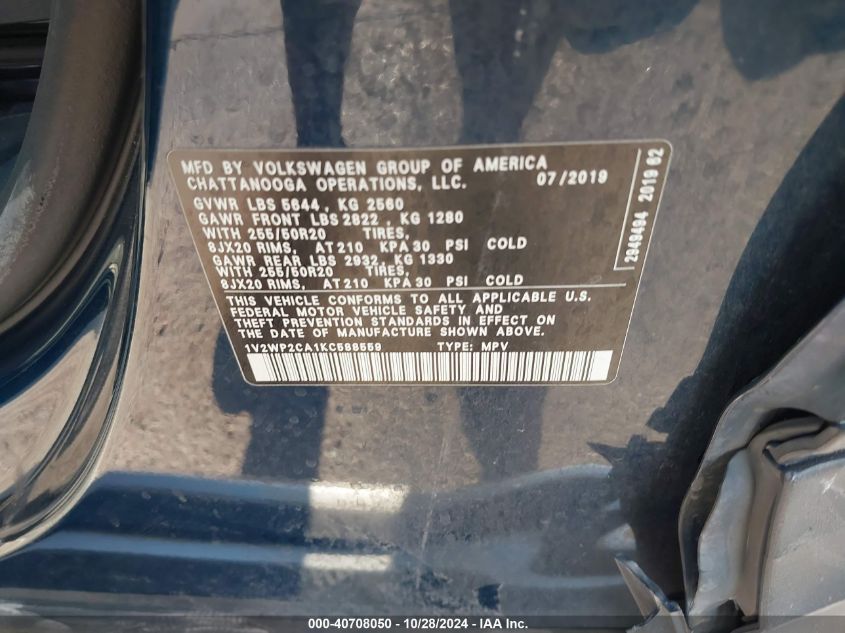 MFD BY VOLKSWAGEN GROUP OF AMERICA
CHATTANOOGA OPERATIONS, LLC. 07/2019
GVWR LBS 5644, KG 2560
GAWR FRONT LBS 2822, KG 1280
WITH 255/50R20 TIRES,
8JX20 RIMS, AT 210 KPA 30 PSI COLD
GAWR REAR LBS 2932, KG 1330
WITH 255/50R20 TIRES,
8JX20 RIMS, AT 210 KPA 30 PSI COLD
THIS VEHICLE CONFORMS TO ALL APPLICABLE U.S.
FEDERAL MOTOR VEHICLE SAFETY AND
THEFT PREVENTION STANDARDS IN EFFECT ON
THE DATE OF MANUFACTURE SHOWN ABOVE.
1V2WP2CA1KC588559 TYPE: MPV
2949494 2019 62
000-40708050 - 10/28/2024 - IAA Inc.